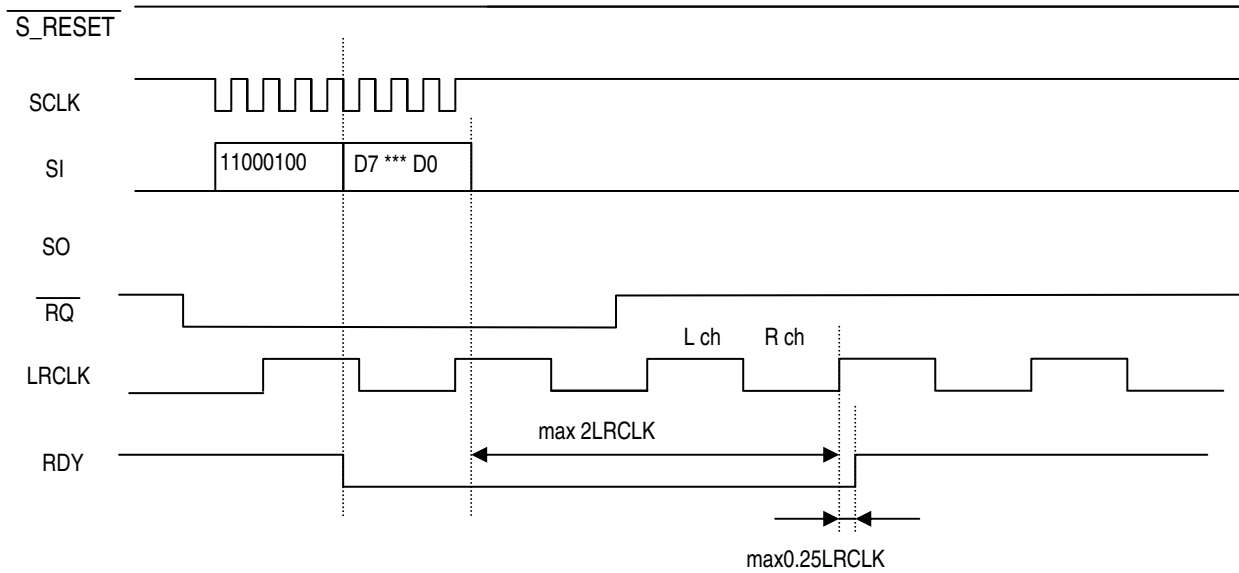 S_RESET
SCLK
SI
11000100
D7 *** D0
SO
RQ
L ch
R ch
LRCLK
max 2LRCLK
RDY
max0.25LRCLK